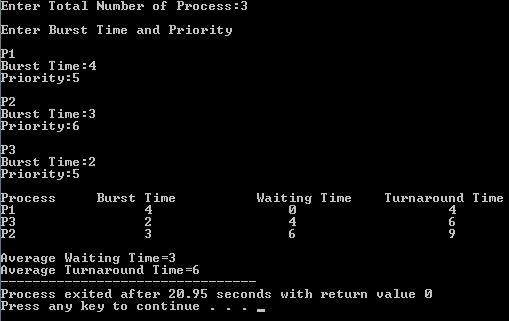 Enter Total Number of Process:3
Enter Burst Time and Priority
P1
Burst Time:4
Priority:5
P2
Burst Time:3
Priority:6
P3
Burst Time:2
Priority:5
Process Burst Time Waiting Time Turnaround Time
P1 4 0 4
P3 2 4 6
P2 3 6 9
Average Waiting Time=3
Average Turnaround Time=6
--------------------------------
Process exited after 20.95 seconds with return value 0
Press any key to continue . . . _